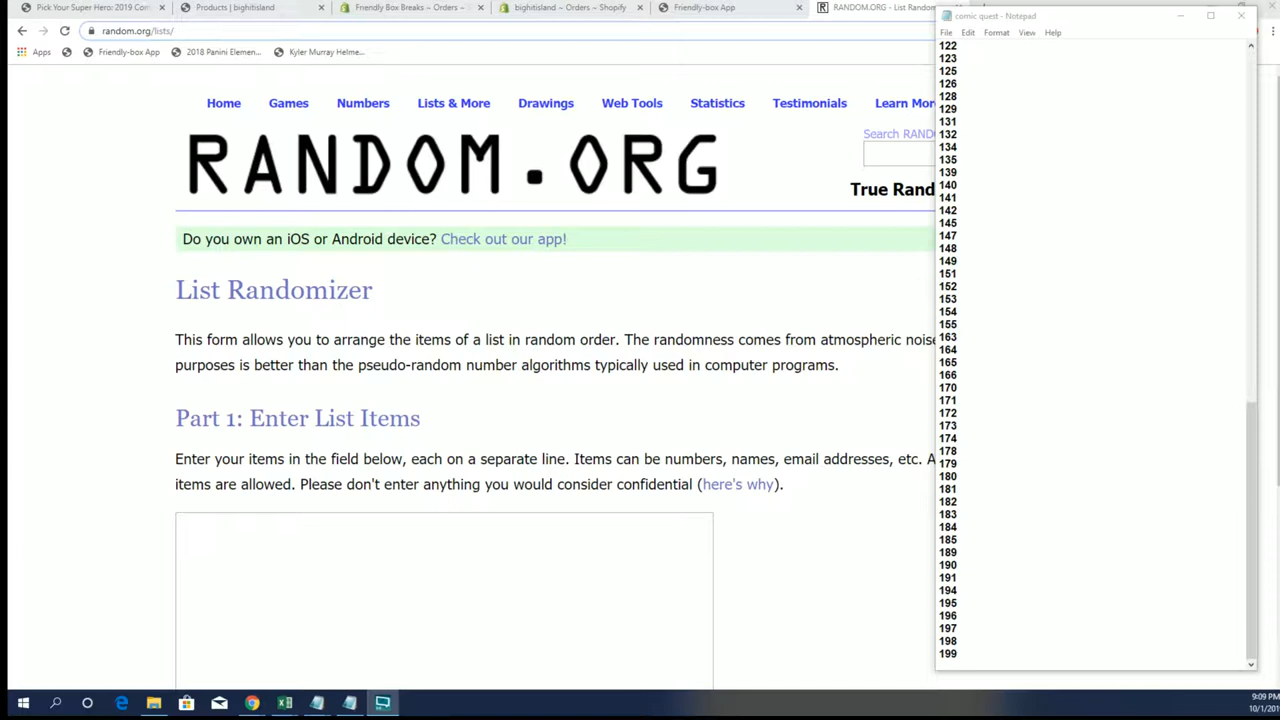 Pick Your Super Hero: 2019 Com
Products | bighitisland
Friendly Box Breaks ~ Orders ~
bighitisland ~ Orders ~ Shopify
Friendly-box App
RANDOM.ORG - List Random
random.org/lists/
Apps
Friendly-box App
2018 Panini Elemen...
Kyler Murray Helme...
Home
Games
Numbers
Lists & More
Drawings
Web Tools
Statistics
Testimonials
Learn Mor
RANDOM.ORG
Search RAND
True Rand
Do you own an iOS or Android device? Check out our app!
List Randomizer
This form allows you to arrange the items of a list in random order. The randomness comes from atmospheric noise
purposes is better than the pseudo-random number algorithms typically used in computer programs.
Part 1: Enter List Items
Enter your items in the field below, each on a separate line. Items can be numbers, names, email addresses, etc. A
items are allowed. Please don't enter anything you would consider confidential (here's why).
comic quest - Notepad
File Edit Format View Help
122
123
125
126
128
129
131
132
134
135
139
140
141
142
145
147
148
149
151
152
153
154
155
163
164
165
166
170
171
172
173
174
178
179
180
181
182
183
184
185
189
190
191
194
195
196
197
198
199
9:09 PM
10/1/20